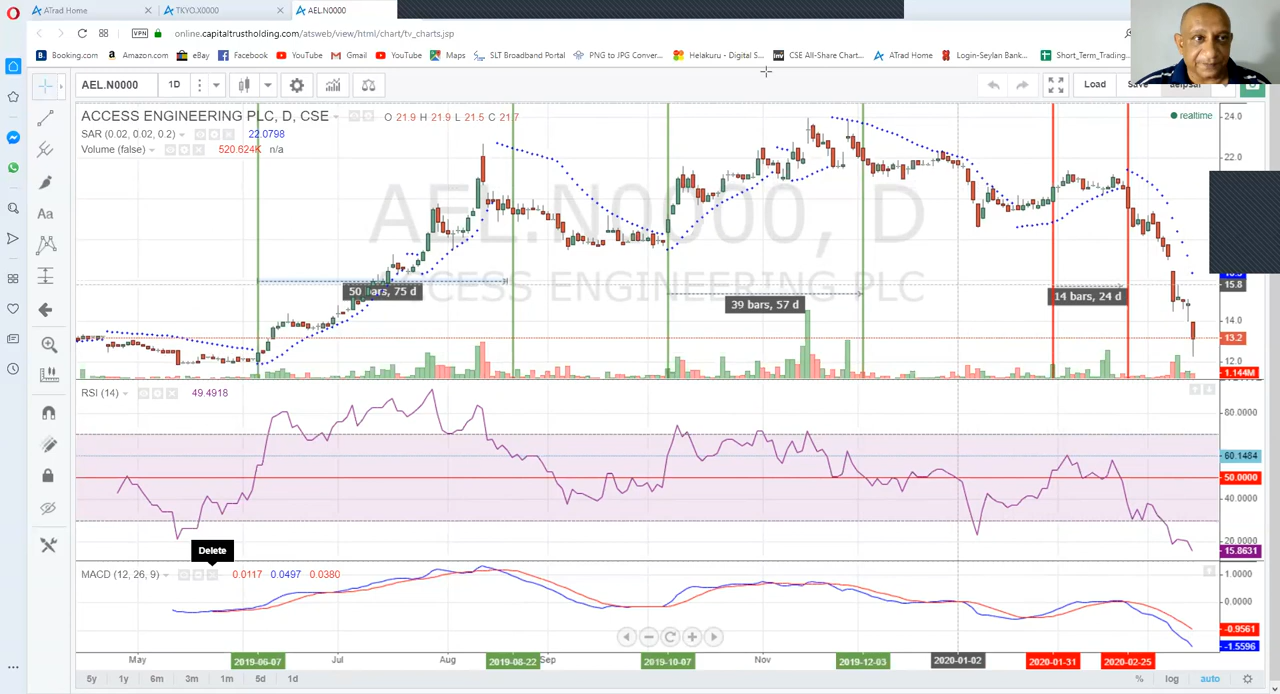 ATrad Home
TKYO.X0000
AEL.N0000
VPN
online.capitaltrustholding.com/atsweb/view/html/chart/tv_charts.jsp
Booking.com
Amazon.com
eBay
Facebook
YouTube
Gmail
YouTube
Maps
SLT Broadband Portal
PNG to JPG Conver...
Helakuru - Digital S...
CSE All-Share Chart...
ATrad Home
Login-Seylan Bank...
Short_Term_Trading...
AEL.N0000
1D
Load
ACCESS ENGINEERING PLC, D, CSE
O 21.9 H 21.9 L 21.5 C 21.7
realtime
SAR (0.02, 0.02, 0.2)
22.0798
Volume (false)
520.624K n/a
AEL.N0000, D
ACCESS ENGINEERING PLC
Aa
50 bars, 75 d
39 bars, 57 d
14 bars, 24 d
24.0
22.0
15.8
14.0
13.2
12.0
1.144M
RSI (14)
49.4918
80.0000
60.1484
50.0000
40.0000
20.0000
15.8631
Delete
MACD (12, 26, 9)
0.0117 0.0497 0.0380
1.0000
0.0000
-0.9561
-1.5596
May
2019-06-07
Jul
Aug
2019-08-22
Sep
2019-10-07
Nov
2019-12-03
2020-01-02
2020-01-31
2020-02-25
5y
1y
6m
3m
1m
5d
1d
%
log
auto